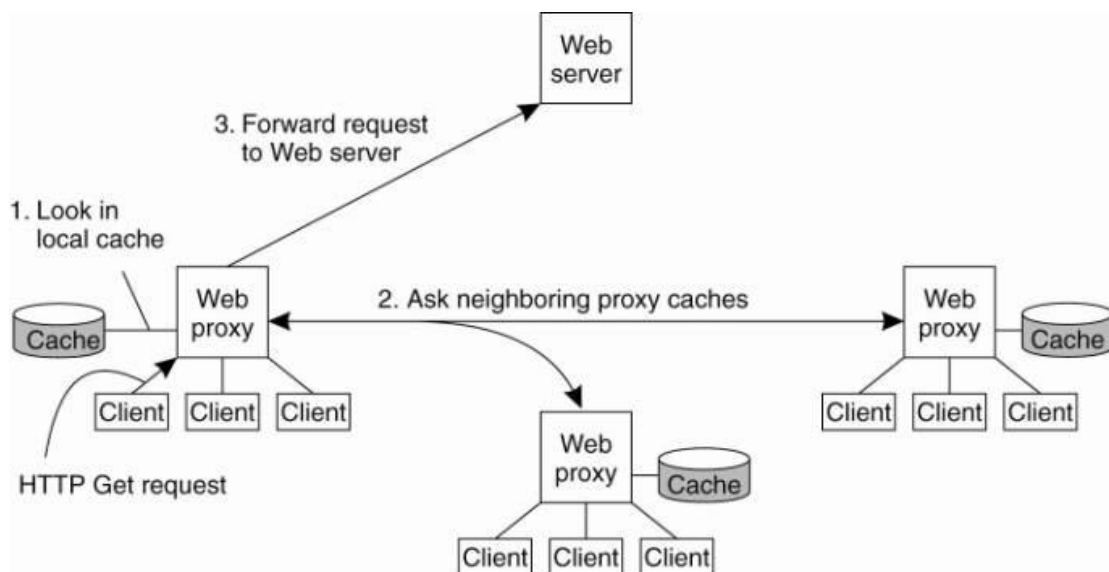 Web
server
3. Forward request
to Web server
1. Look in
local cache
Web
proxy
2. Ask neighboring proxy caches
Web
proxy
Cache
Cache
Client Client Client
Client Client Client
Web
proxy
Cache
HTTP Get request
Client Client Client